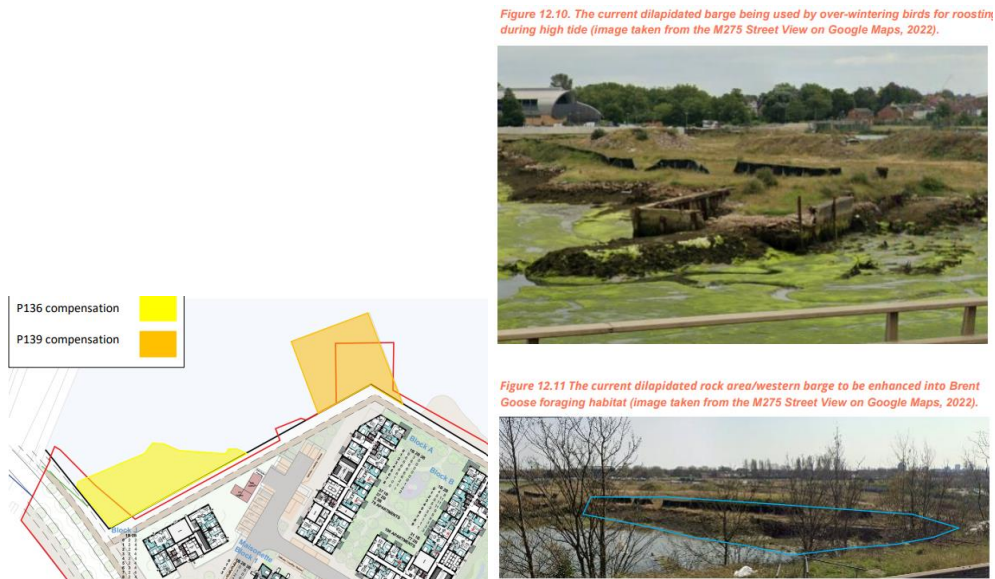 Figure 12.10. The current dilapidated barge being used by over-wintering birds for roosting
during high tide (image taken from the M275 Street View on Google Maps, 2022).
P136 compensation
P139 compensation
Block A
Block B
Figure 12.11 The current dilapidated rock area/western barge to be enhanced into Brent
Goose foraging habitat (image taken from the M275 Street View on Google Maps, 2022).